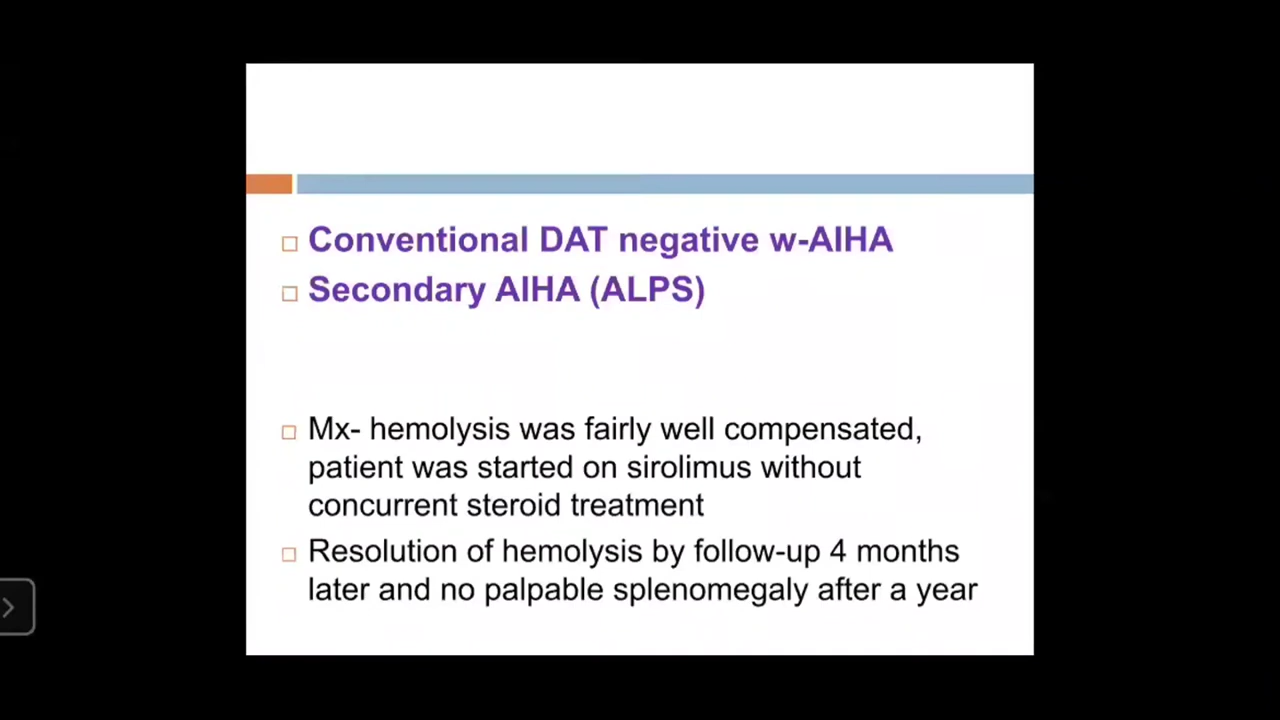 Conventional DAT negative w-AIHA
Secondary AIHA (ALPS)
Mx- hemolysis was fairly well compensated,
patient was started on sirolimus without
concurrent steroid treatment
Resolution of hemolysis by follow-up 4 months
later and no palpable splenomegaly after a year